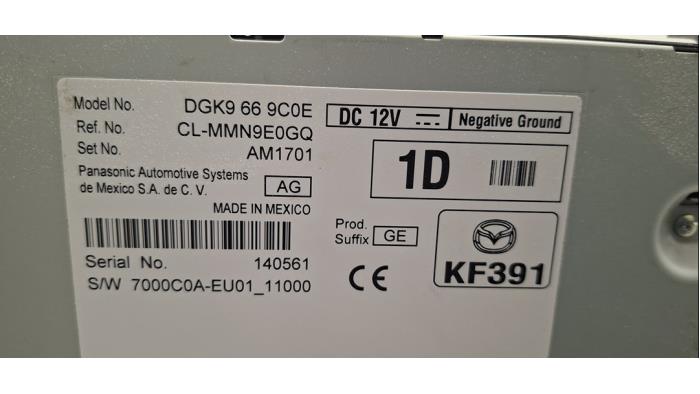 Model No. DGK9 66 9C0E
Ref. No. CL-MMN9E0GQ
Set No. AM1701
Panasonic Automotive Systems
de Mexico S.A. de C. V.
AG
MADE IN MEXICO
Serial No. 140561
S/W 7000C0A-EU01_11000
DC 12V
Negative Ground
1D
Prod.
Suffix GE
CE
KF391